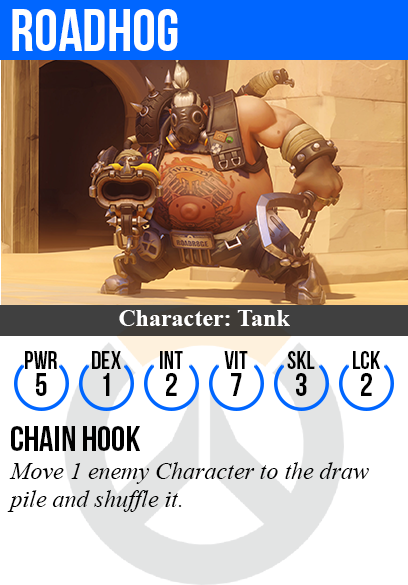 ROADHOG
ROADRAGE
Character: Tank
PWR DEX INT VIT SKL LCK
5 1 2 7 3 2
CHAIN HOOK
Move 1 enemy Character to the draw
pile and shuffle it.